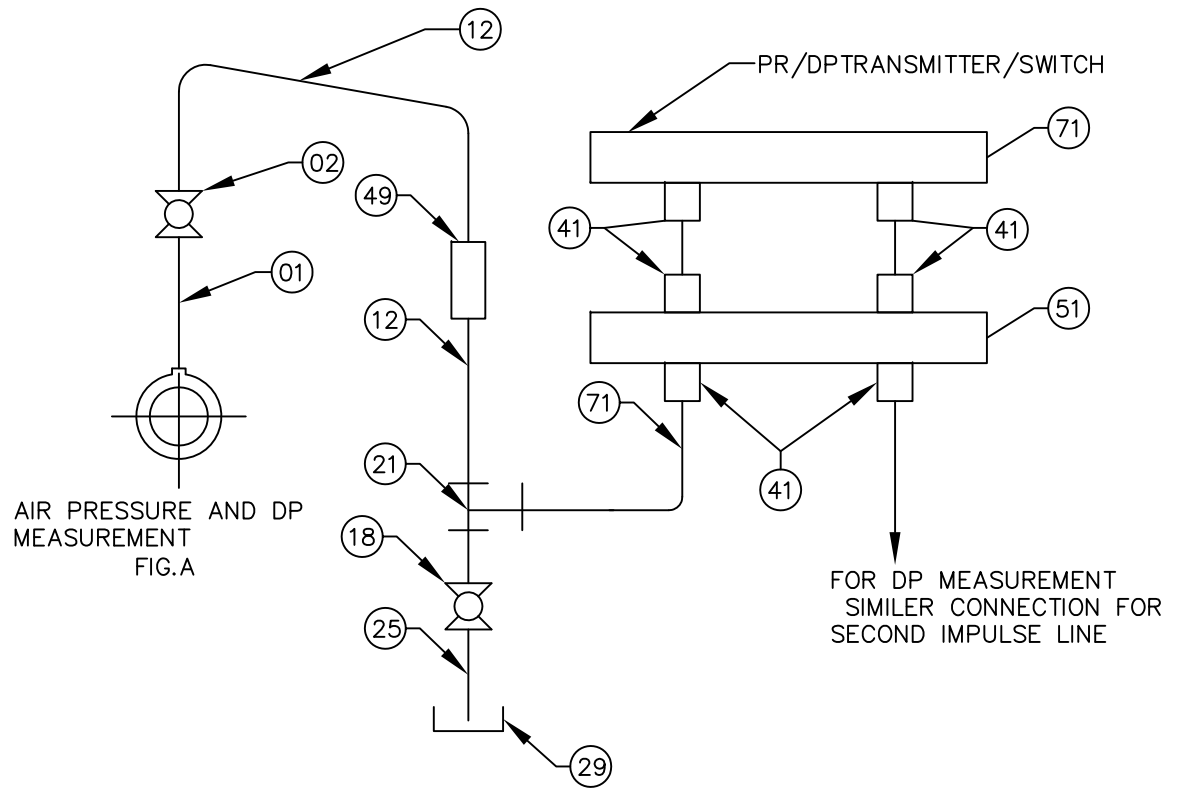 12
PR/DPTRANSMITTER/SWITCH
71
02
49
41
41
01
12
51
71
21
41
AIR PRESSURE AND DP
MEASUREMENT
FIG.A
18
FOR DP MEASUREMENT
SIMILER CONNECTION FOR
SECOND IMPULSE LINE
25
29